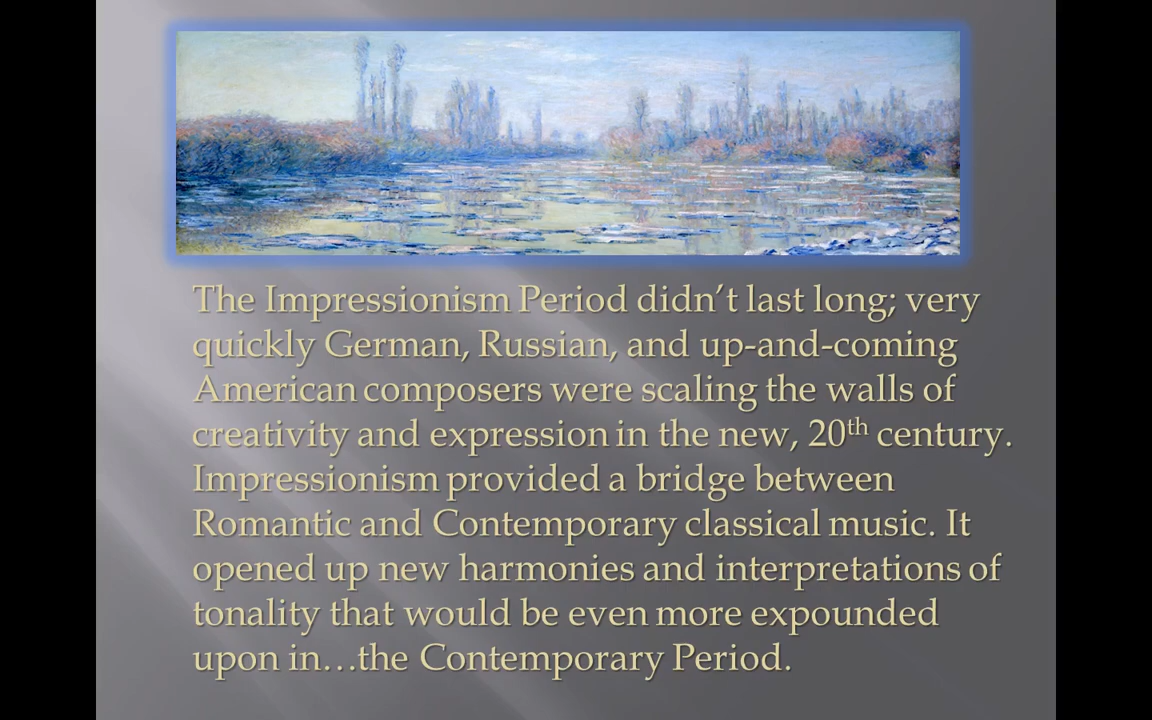 The Impressionism Period didn’t last long; very
quickly German, Russian, and up-and-coming
American composers were scaling the walls of
creativity and expression in the new, 20th century.
Impressionism provided a bridge between
Romantic and Contemporary classical music. It
opened up new harmonies and interpretations of
tonality that would be even more expounded
upon in…the Contemporary Period.